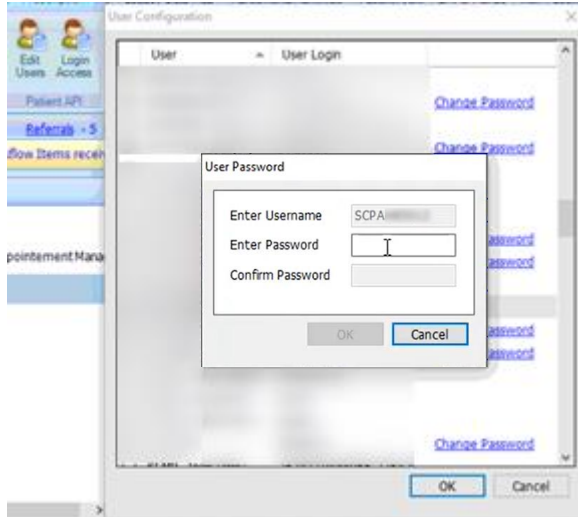 User Configuration
Edit Users
Login Access
Patient API
Referrals - 5
flow Items receiv
pointement Mana
User
User Login
Change Password
Change Password
User Password
Enter Username
SCPA
Enter Password
Confirm Password
OK
Cancel
assword
assword
assword
assword
Change Password
OK
Cancel